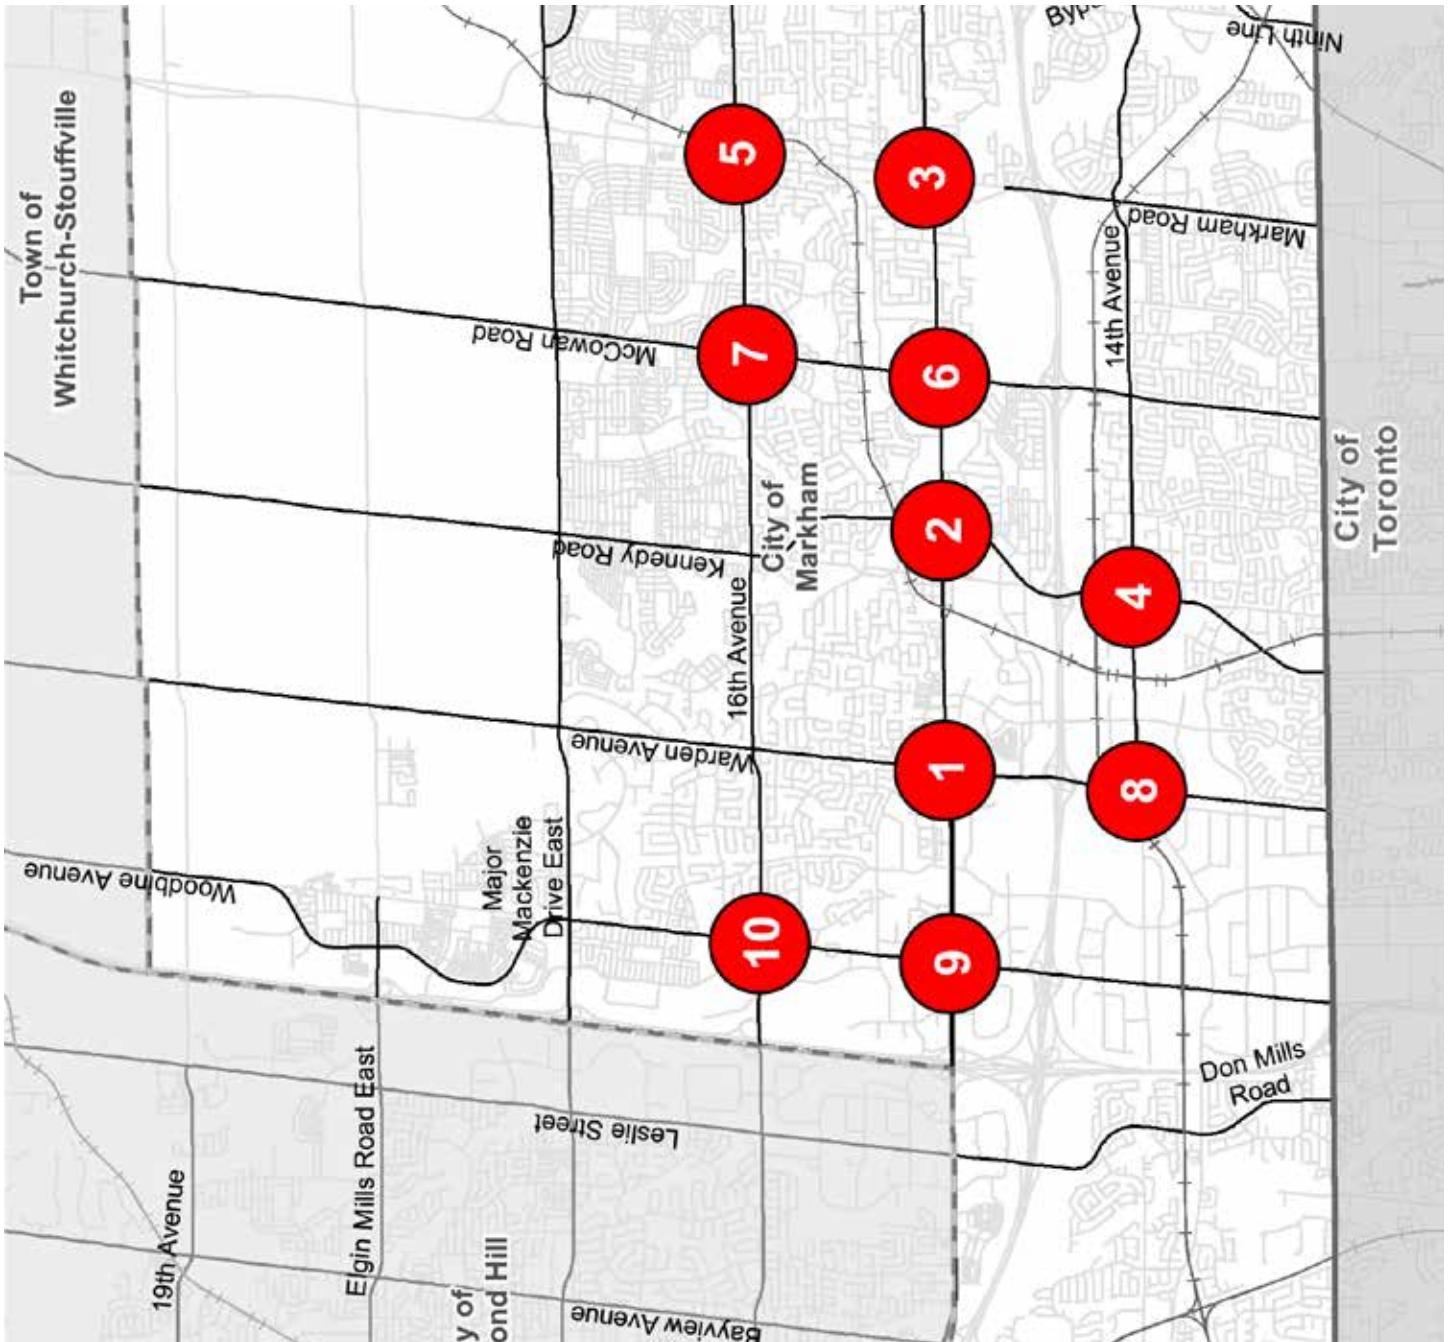 Town of
Whitchurch-Stouffville
Ninth Line
5
3
Markham Road
14th Avenue
McCowan Road
7
6
City of
Toronto
City of
Markham
2
Kennedy Road
4
16th Avenue
Warden Avenue
1
8
Woodbine Avenue
Major
Mackenzie
Drive East
10
9
Don Mills
Road
Leslie Street
Elgin Mills Road East
19th Avenue
Bayview Avenue